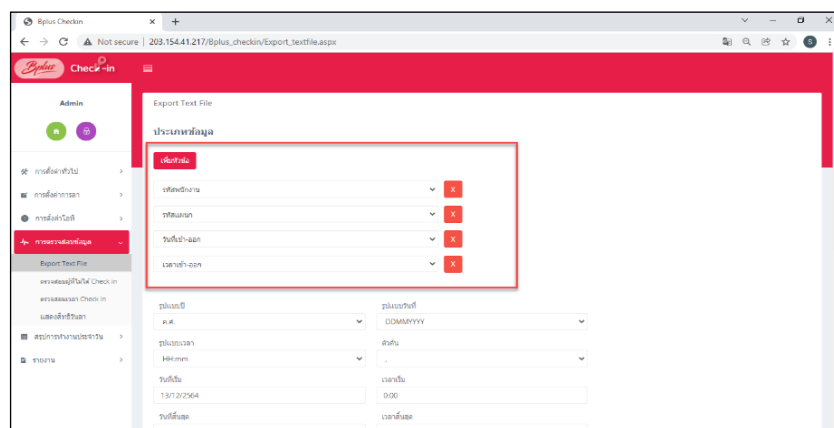 Bplus Checkin
Not secure 203.154.41.217/Bplus_checkin/Export_textfile.aspx
S
Bplus Check-in
Admin
Export Text File
ประเภทข้อมูล
เพิ่มหัวข้อ
รหัสพนักงาน X
รหัสแผนก X
วันที่เข้า-ออก X
เวลาเข้า-ออก X
การตั้งค่าทั่วไป
การตั้งค่าการลา
การตั้งค่าโอที
การตรวจสอบข้อมูล
Export Text File
ตรวจสอบผู้ที่ไม่ได้ Check in
ตรวจสอบเวลา Check in
แสดงสิทธิวันลา
สรุปการทำงานประจำวัน
รายงาน
รูปแบบปี รูปแบบวันที่
ค.ศ. DDMMYYYY
รูปแบบเวลา ตัวคั่น
HH:mm ,
วันที่เริ่ม เวลาเริ่ม
13/12/2564 0:00
วันที่สิ้นสุด เวลาสิ้นสุด